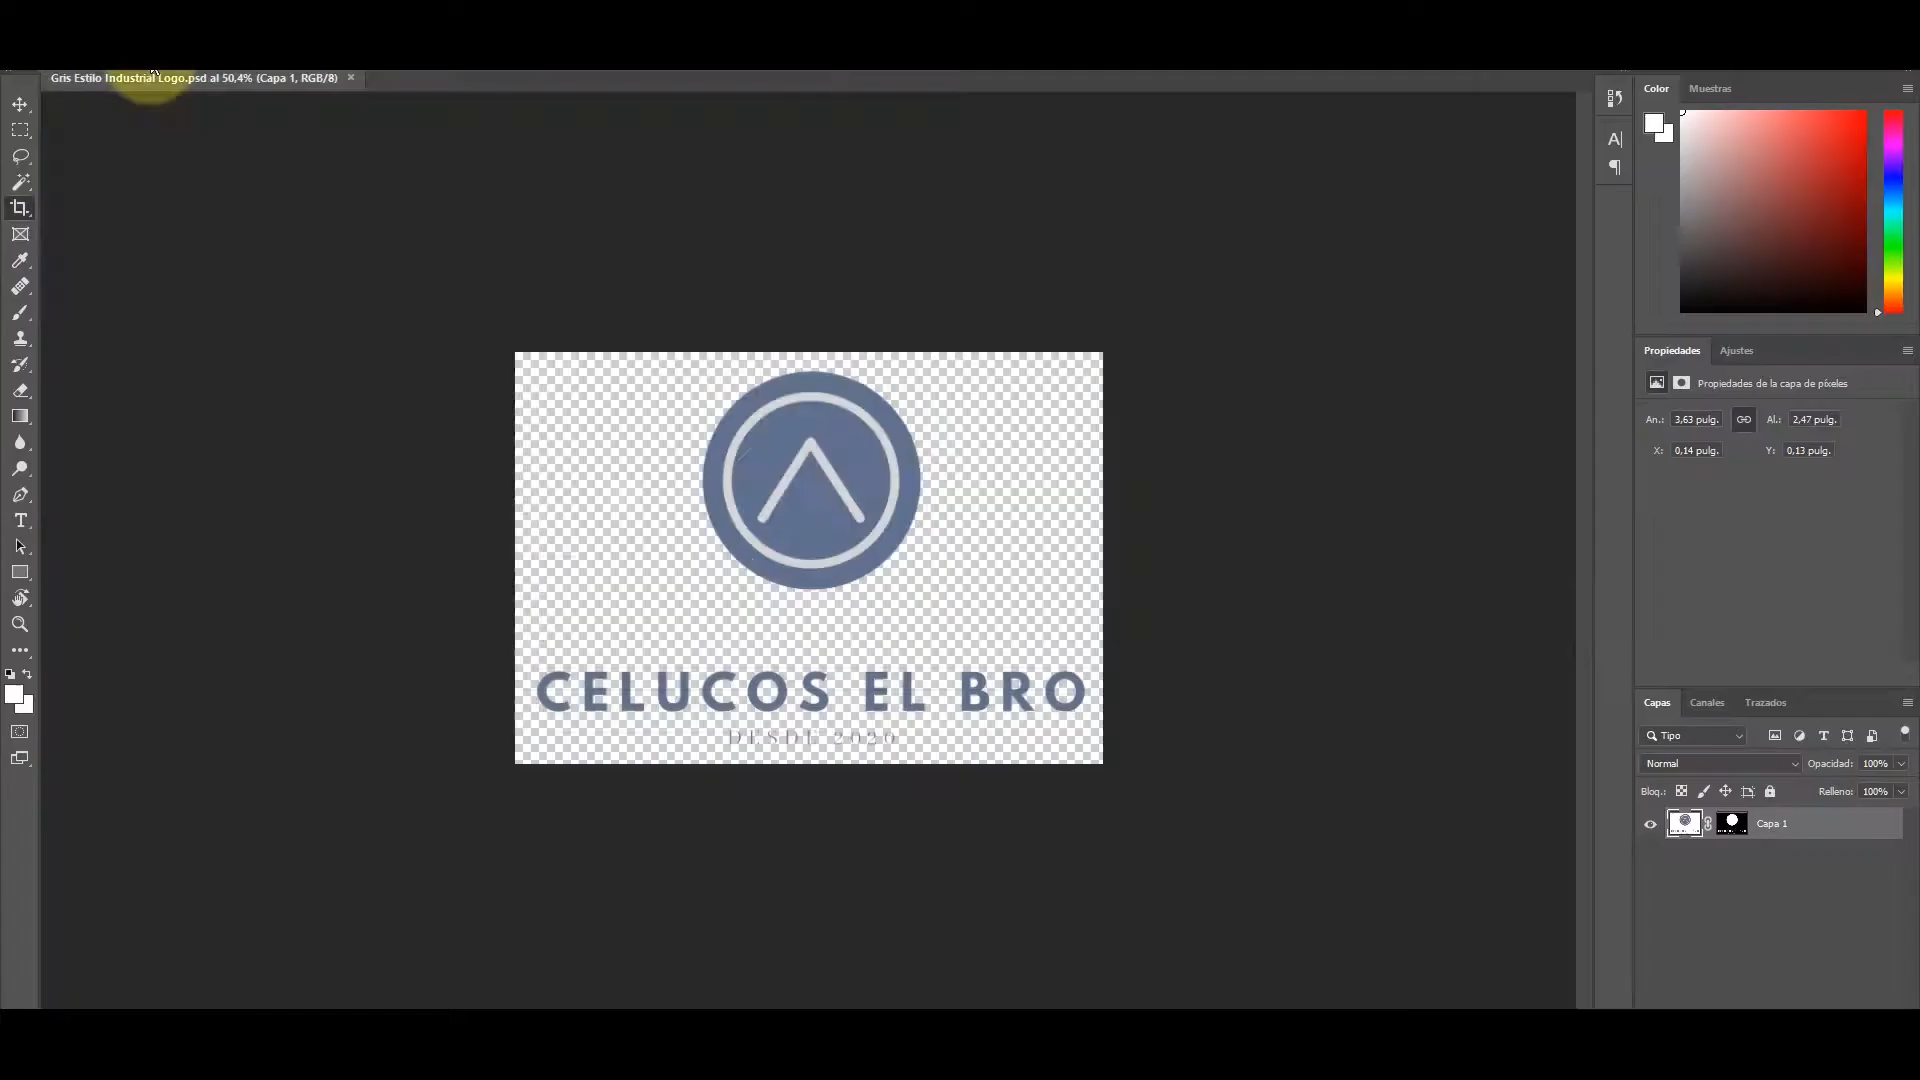 Gris Estilo Industrial Logo.psd al 50,4% (Capa 1, RGB/8) ×
Color Muestras
Propiedades Ajustes
Propiedades de la capa de píxeles
An.: 3,63 pulg. Al.: 2,47 pulg.
X: 0,14 pulg. Y: 0,13 pulg.
CELUCOS EL BRO
DESDE 2020
Capas Canales Trazados
Tipo
Normal Opacidad: 100%
Bloq.: Relleno: 100%
Capa 1